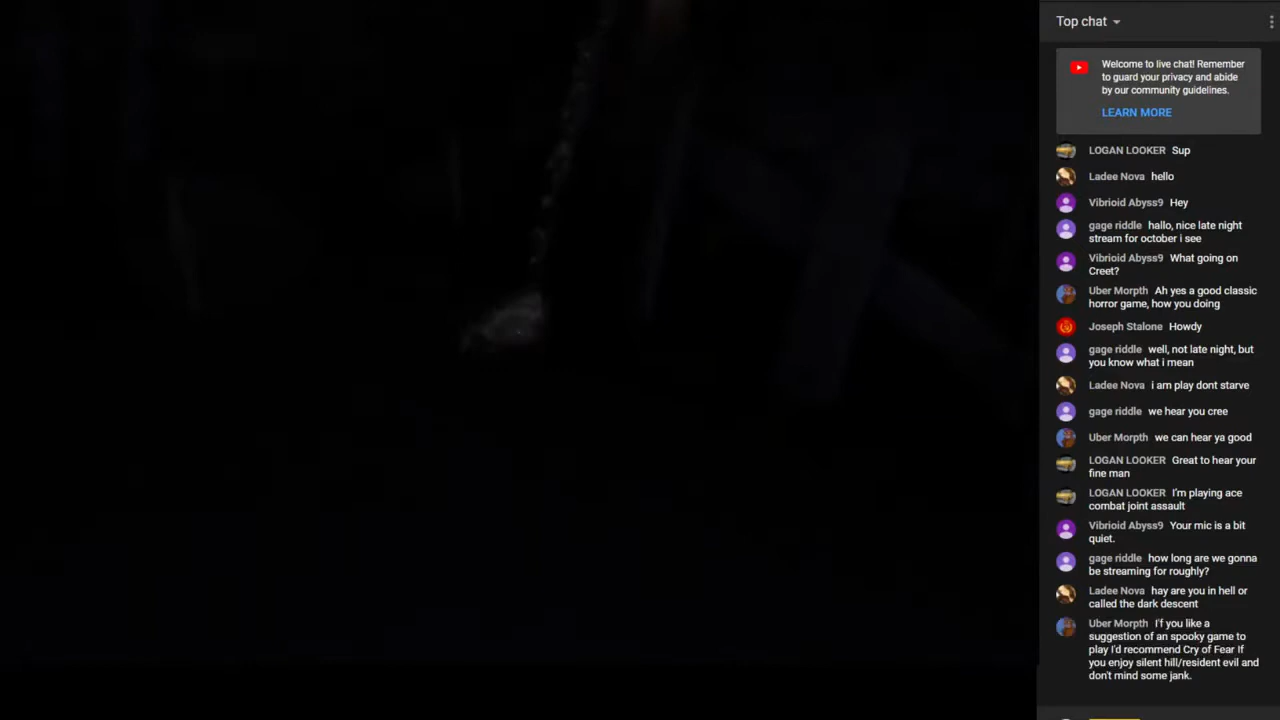 Top chat
Welcome to live chat! Remember
to guard your privacy and abide
by our community guidelines.
LEARN MORE
LOGAN LOOKER Sup
Ladee Nova hello
Vibrioid Abyss9 Hey
gage riddle hallo, nice late night
stream for october i see
Vibrioid Abyss9 What going on
Creet?
Uber Morpth Ah yes a good classic
horror game, how you doing
Joseph Stalone Howdy
gage riddle well, not late night, but
you know what i mean
Ladee Nova i am play dont starve
gage riddle we hear you cree
Uber Morpth we can hear ya good
LOGAN LOOKER Great to hear your
fine man
LOGAN LOOKER I'm playing ace
combat joint assault
Vibrioid Abyss9 Your mic is a bit
quiet.
gage riddle how long are we gonna
be streaming for roughly?
Ladee Nova hay are you in hell or
called the dark descent
Uber Morpth I'f you like a
suggestion of an spooky game to
play I'd recommend Cry of Fear If
you enjoy silent hill/resident evil and
don't mind some jank.